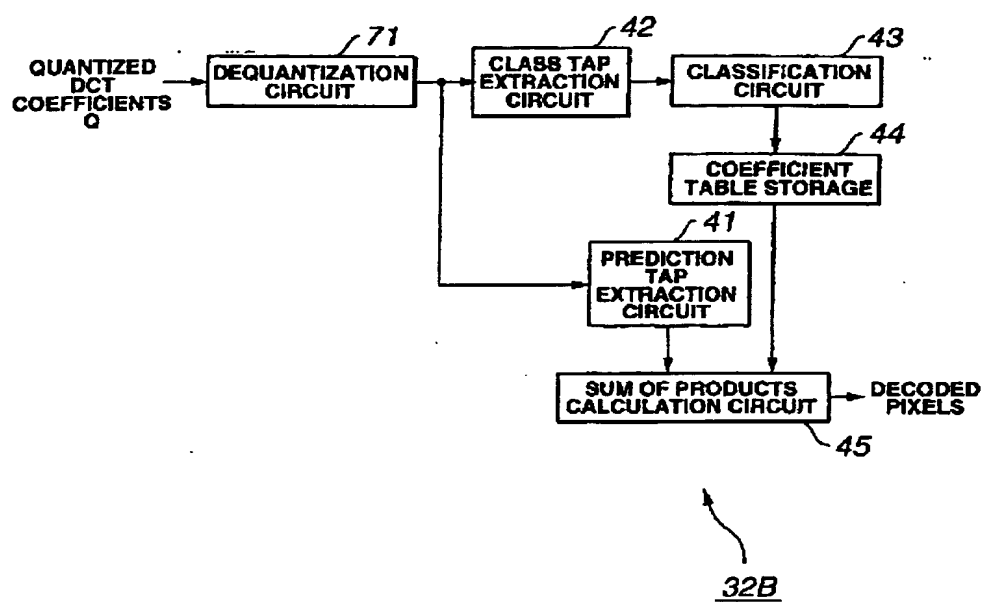 71
42
43
QUANTIZED
DCT
COEFFICIENTS
Q
DEQUANTIZATION
CIRCUIT
CLASS TAP
EXTRACTION
CIRCUIT
CLASSIFICATION
CIRCUIT
44
COEFFICIENT
TABLE STORAGE
41
PREDICTION
TAP
EXTRACTION
CIRCUIT
SUM OF PRODUCTS
CALCULATION CIRCUIT
DECODED
PIXELS
45
32B